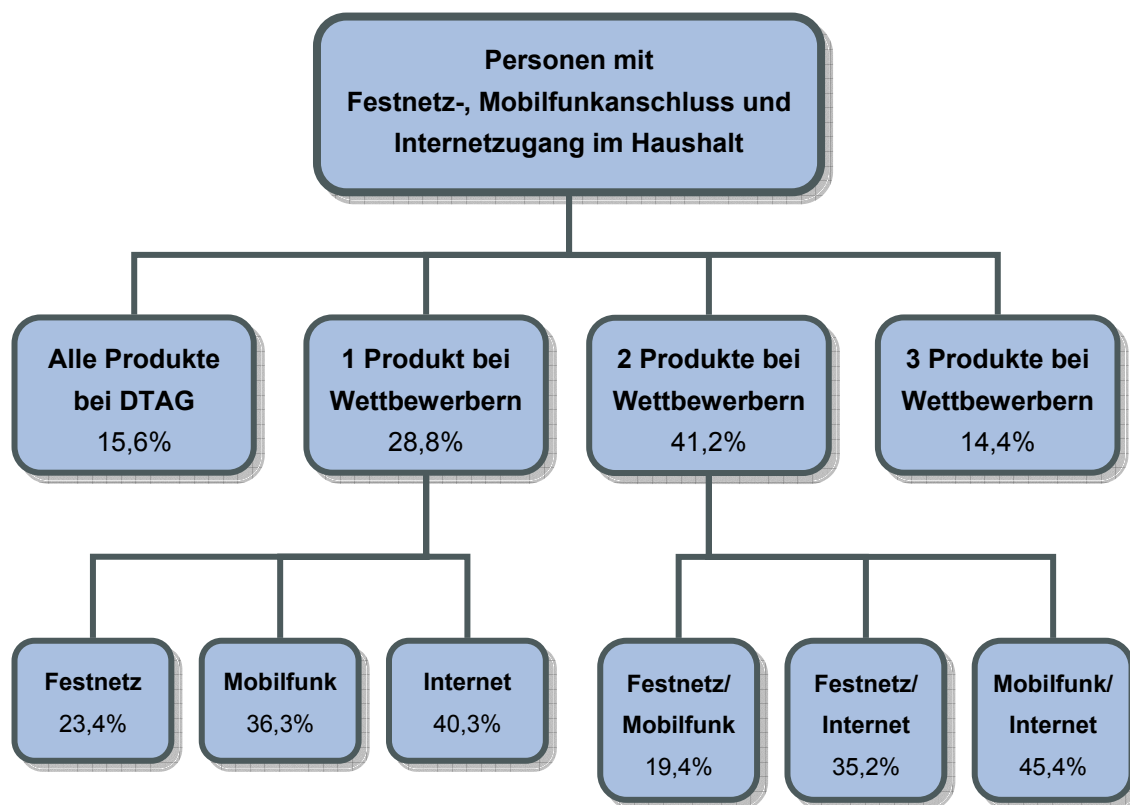 Personen mit
Festnetz-, Mobilfunkanschluss und
Internetzugang im Haushalt
Alle Produkte
bei DTAG
15,6%
1 Produkt bei
Wettbewerbern
28,8%
2 Produkte bei
Wettbewerbern
41,2%
3 Produkte bei
Wettbewerbern
14,4%
Festnetz
23,4%
Mobilfunk
36,3%
Internet
40,3%
Festnetz/
Mobilfunk
19,4%
Festnetz/
Internet
35,2%
Mobilfunk/
Internet
45,4%